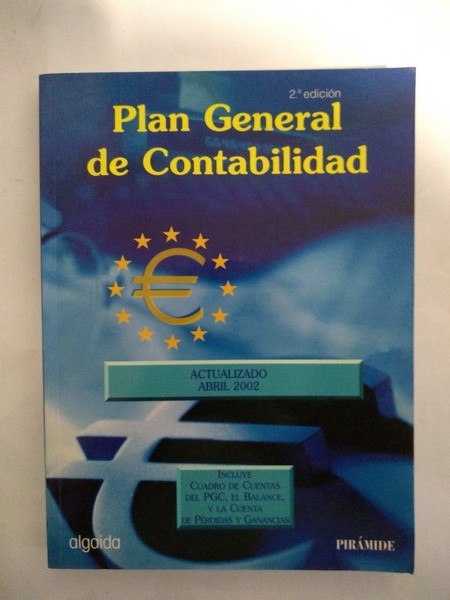 2.ª edición
Plan General
de Contabilidad
€
ACTUALIZADO
ABRIL 2002
INCLUYE
CUADRO DE CUENTAS
DEL PGC, EL BALANCE,
Y LA CUENTA
DE PÉRDIDAS Y GANANCIAS
algaida
PIRÁMIDE